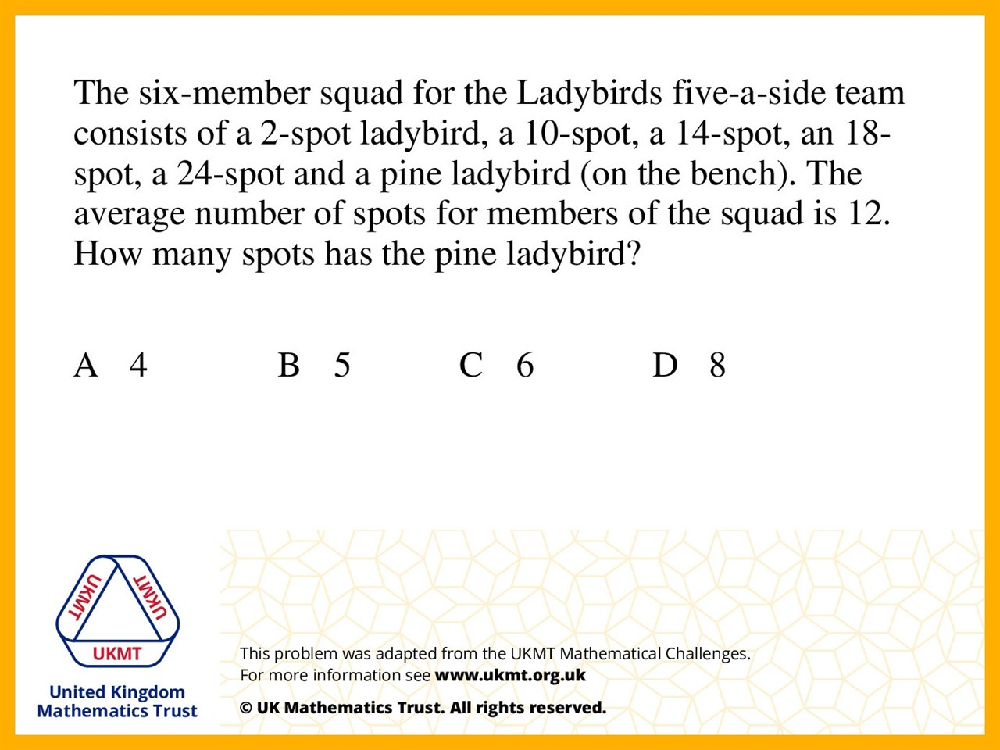 The six-member squad for the Ladybirds five-a-side team
consists of a 2-spot ladybird, a 10-spot, a 14-spot, an 18-
spot, a 24-spot and a pine ladybird (on the bench). The
average number of spots for members of the squad is 12.
How many spots has the pine ladybird?
A 4 B 5 C 6 D 8
UKMT UKMT
UKMT
United Kingdom
Mathematics Trust
This problem was adapted from the UKMT Mathematical Challenges.
For more information see www.ukmt.org.uk
© UK Mathematics Trust. All rights reserved.